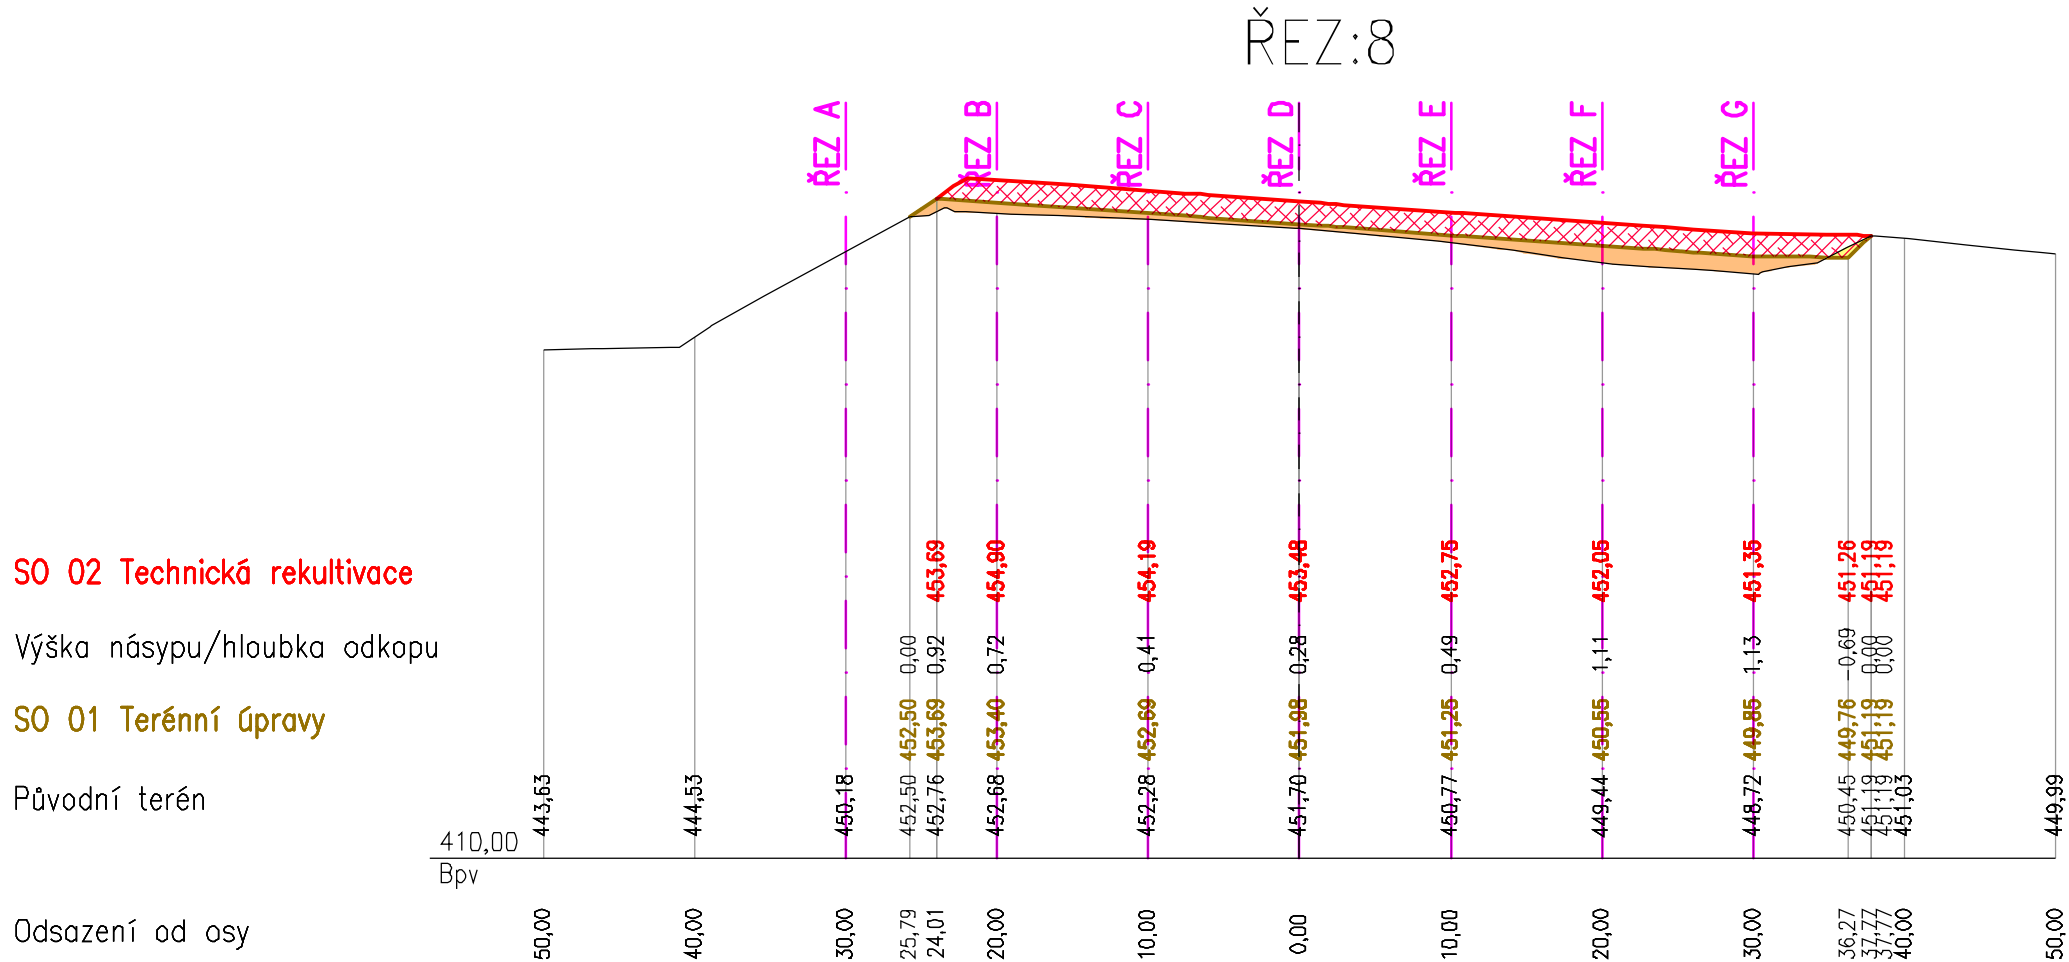 ŘEZ:8
ŘEZ A
ŘEZ B
ŘEZ C
ŘEZ D
ŘEZ E
ŘEZ F
ŘEZ G
SO 02 Technická rekultivace
453,69 454,90 454,19 453,48 452,75 452,05 451,35 451,26 451,19 451,19
Výška násypu/hloubka odkopu
0,00 0,92 0,72 0,41 0,28 0,49 1,11 1,13 -0,69 0,00 0,00
SO 01 Terénní úpravy
452,50 453,69 453,40 452,69 451,98 451,25 450,55 449,85 449,76 451,19 451,19
Původní terén
443,63 444,53 450,18 452,50 452,76 452,68 452,28 451,70 450,77 449,44 448,72 450,45 451,19 451,19 451,03 449,99
410,00
Bpv
Odsazení od osy
50,00 40,00 30,00 25,79 24,01 20,00 10,00 0,00 10,00 20,00 30,00 36,27 37,77 37,77 40,00 50,00